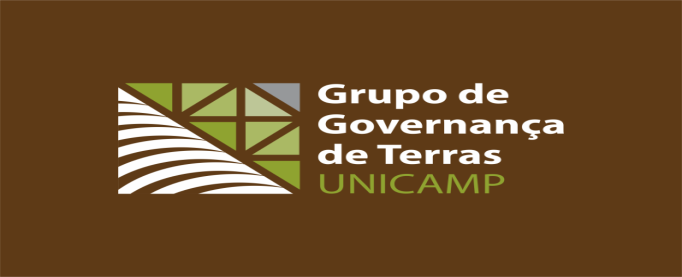 Grupo de
Governança
de Terras
UNICAMP